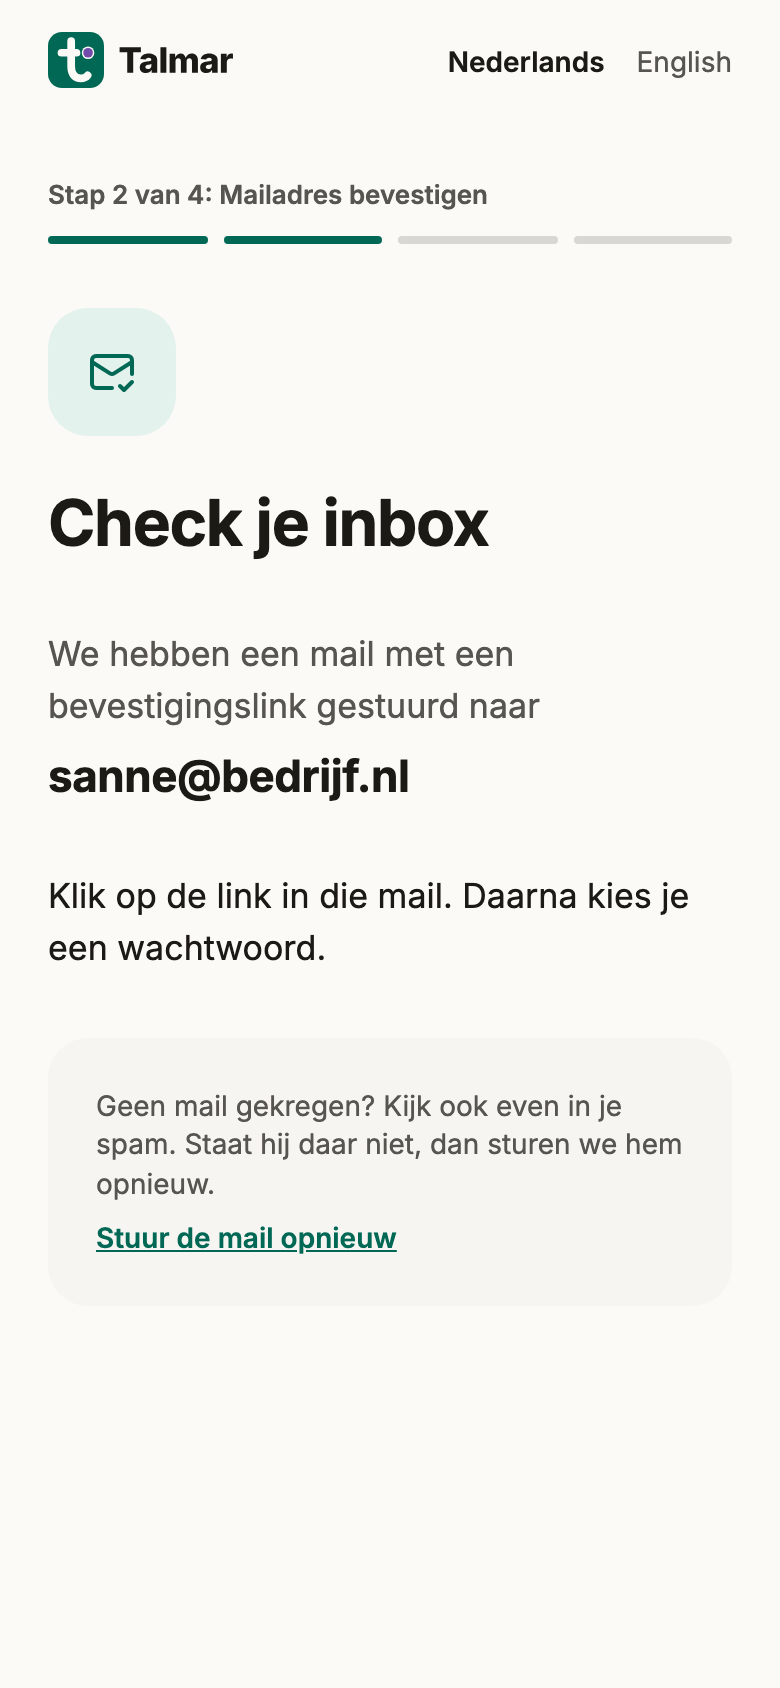 Talmar
Nederlands English
Stap 2 van 4: Mailadres bevestigen
Check je inbox
We hebben een mail met een
bevestigingslink gestuurd naar
sanne@bedrijf.nl
Klik op de link in die mail. Daarna kies je
een wachtwoord.
Geen mail gekregen? Kijk ook even in je
spam. Staat hij daar niet, dan sturen we hem
opnieuw.
Stuur de mail opnieuw